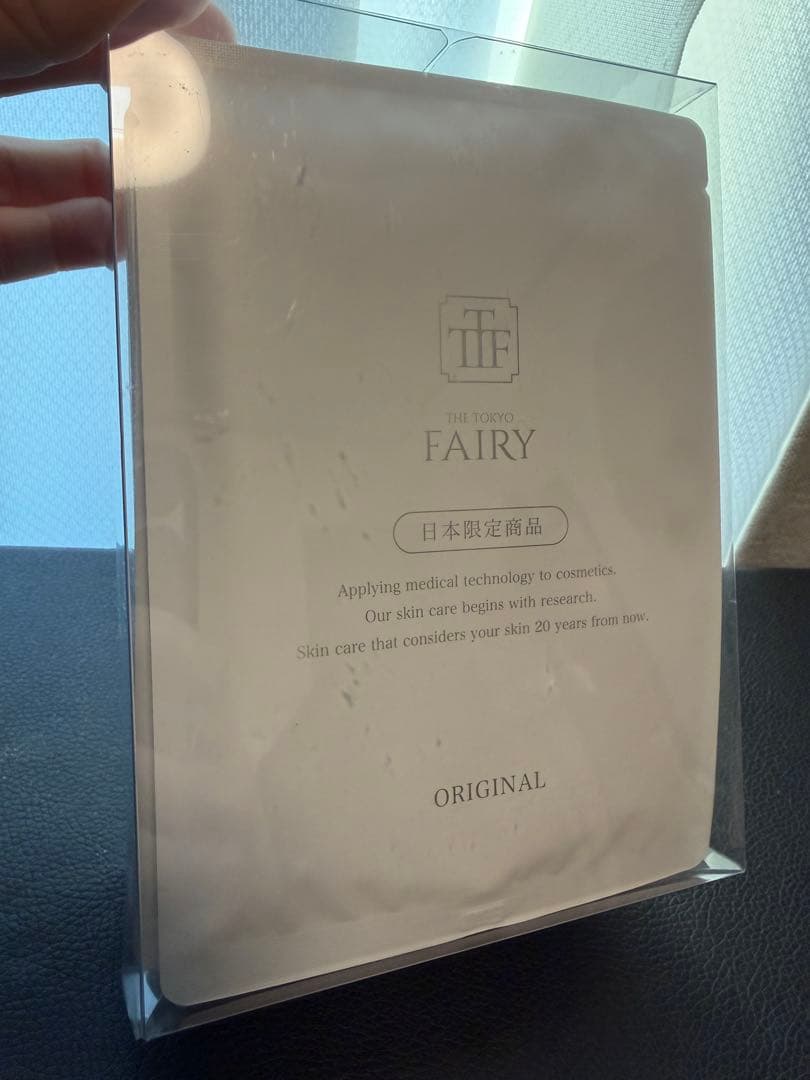 TTF
THE TOKYO
FAIRY
日本限定商品
Applying medical technology to cosmetics.
Our skin care begins with research.
Skin care that considers your skin 20 years from now.
ORIGINAL